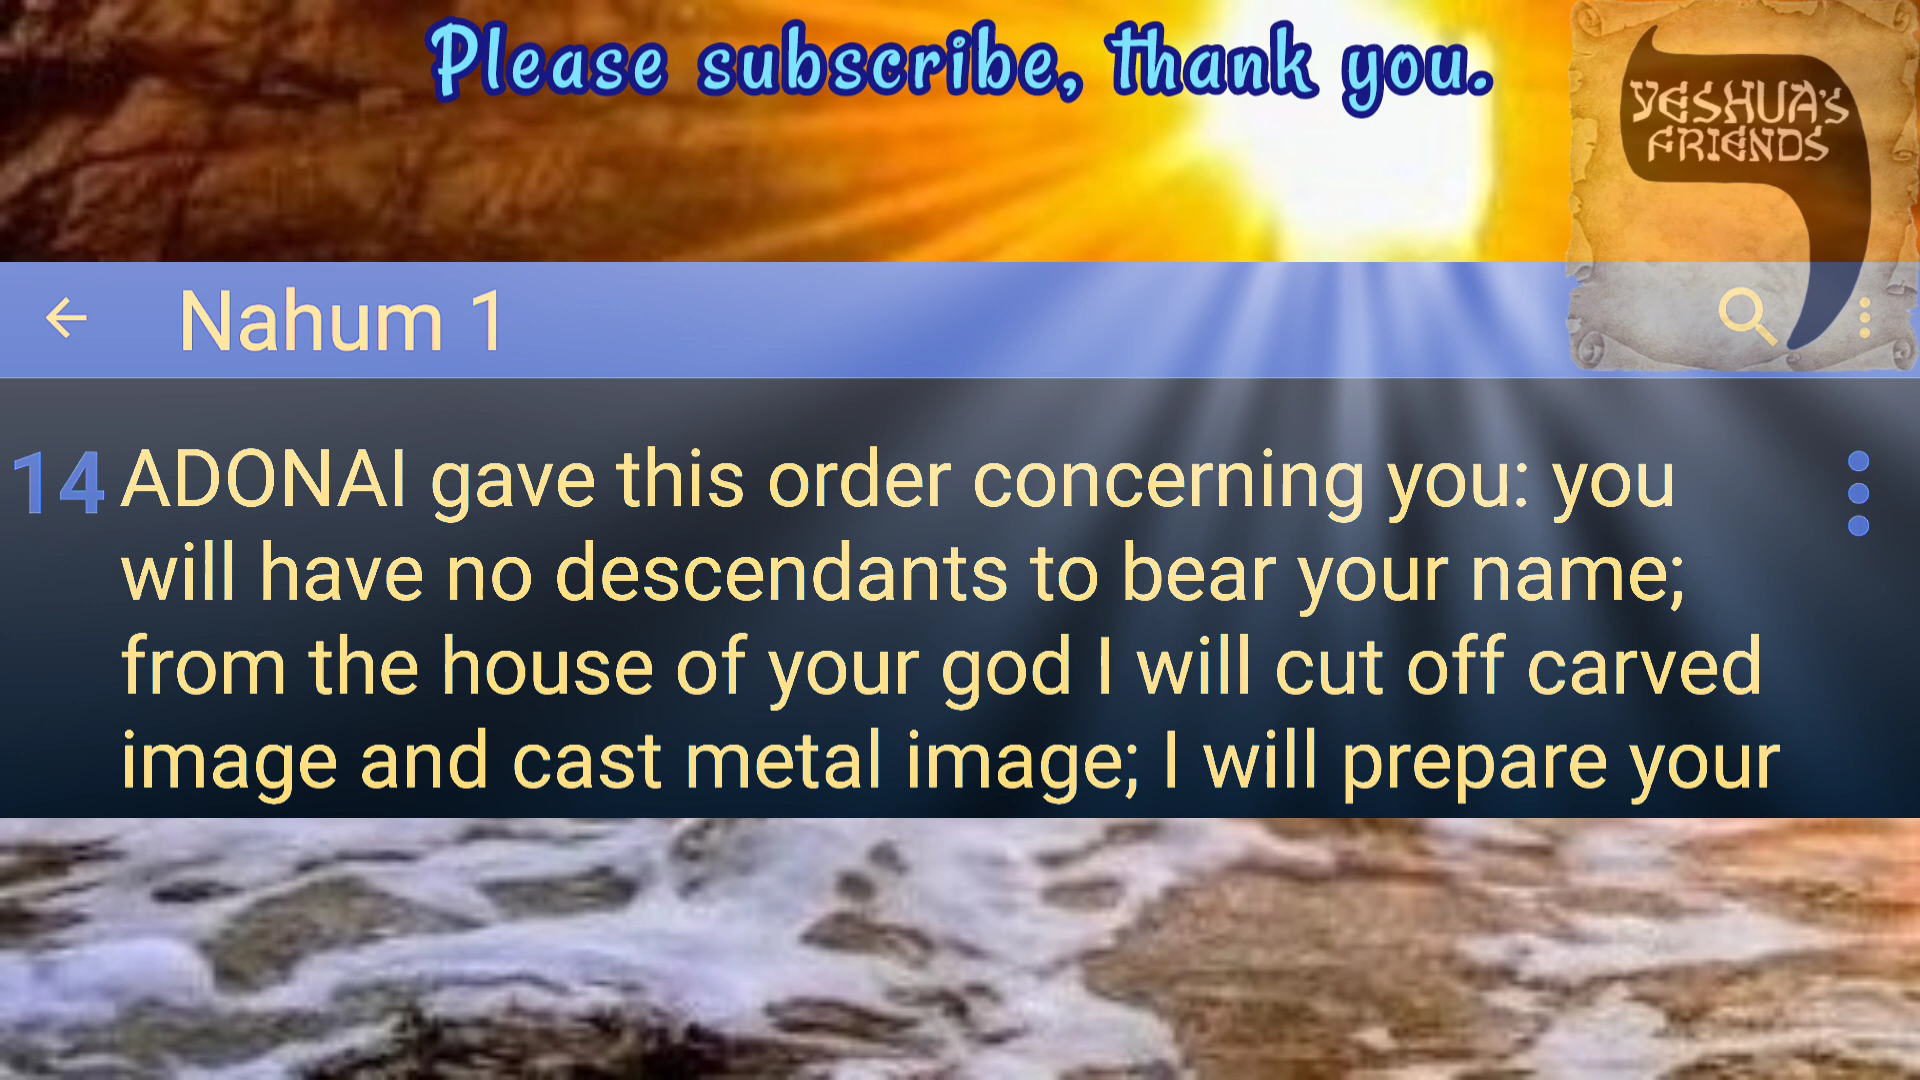 Please subscribe, thank you.
YESHUA'S
FRIENDS
Nahum 1
14 ADONAI gave this order concerning you: you
will have no descendants to bear your name;
from the house of your god I will cut off carved
image and cast metal image; I will prepare your